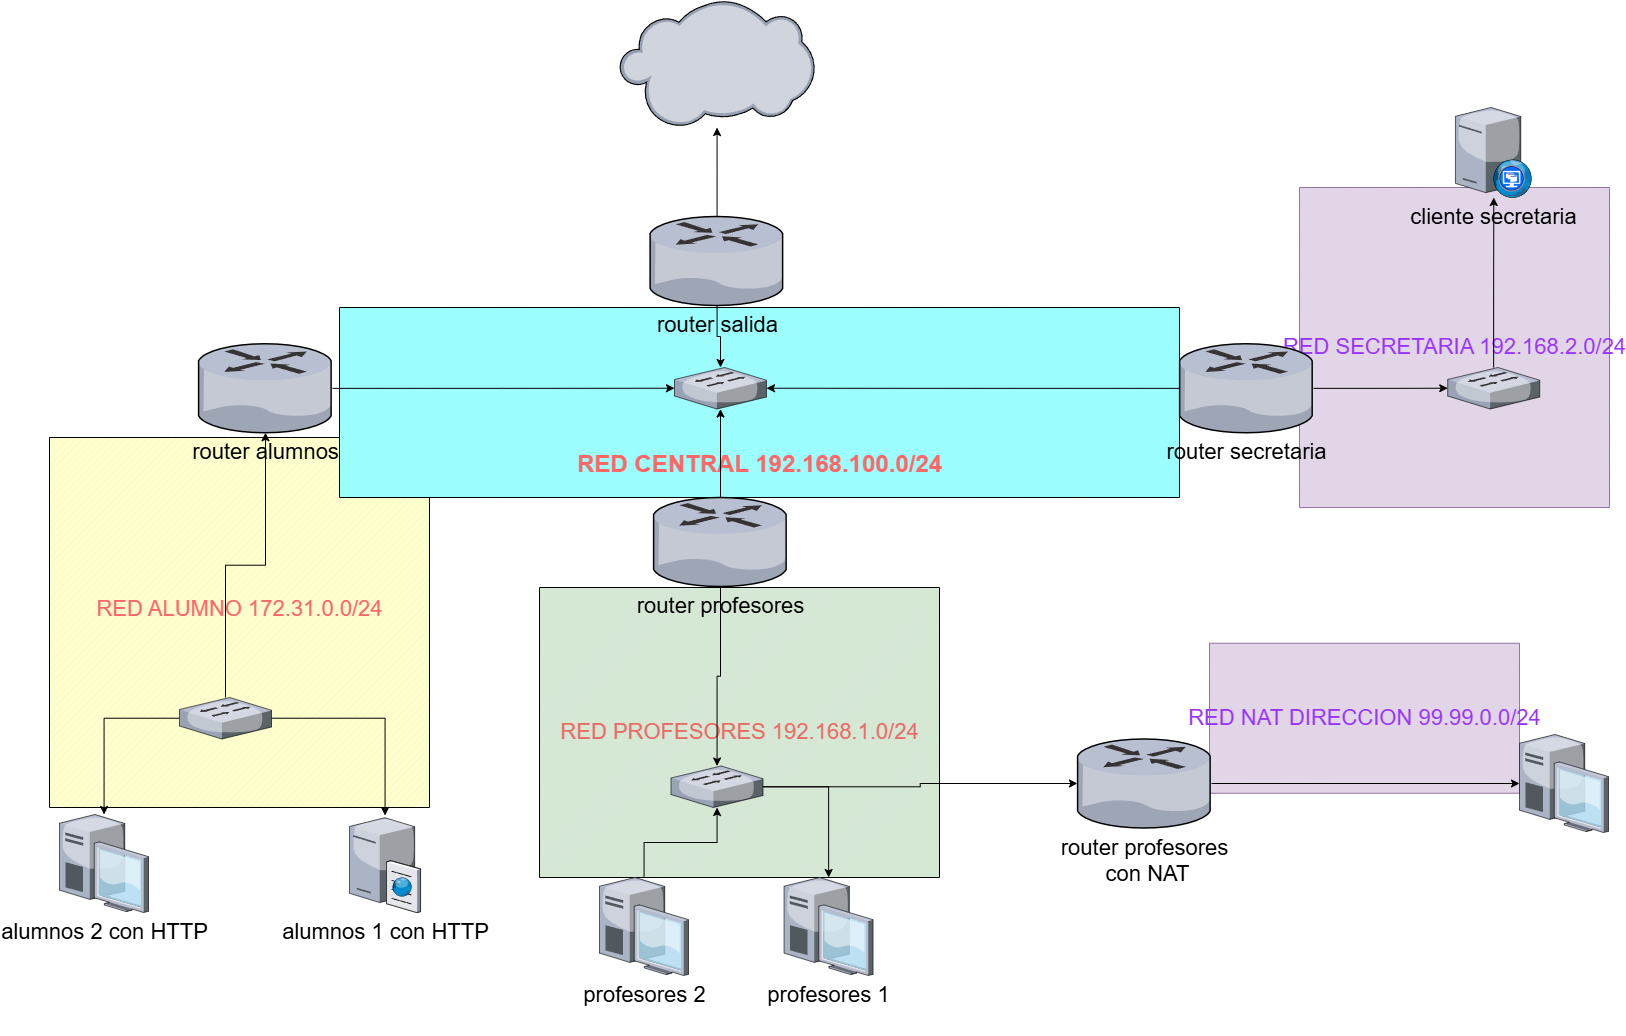 cliente secretaria
router salida
RED SECRETARIA 192.168.2.0/24
router alumnos
router secretaria
RED CENTRAL 192.168.100.0/24
RED ALUMNO 172.31.0.0/24
router profesores
RED PROFESORES 192.168.1.0/24
RED NAT DIRECCION 99.99.0.0/24
router profesores
con NAT
alumnos 2 con HTTP
alumnos 1 con HTTP
profesores 2
profesores 1